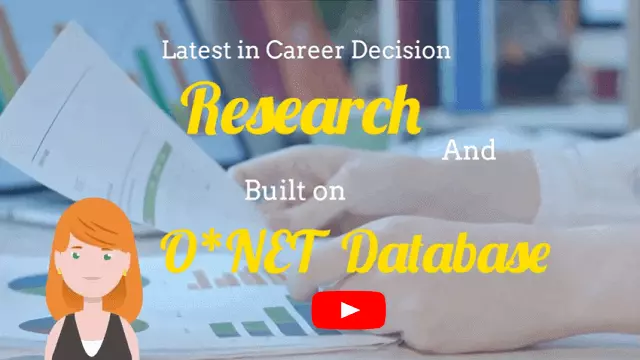 Latest in Career Decision
Research
And
Built on
O*NET Database